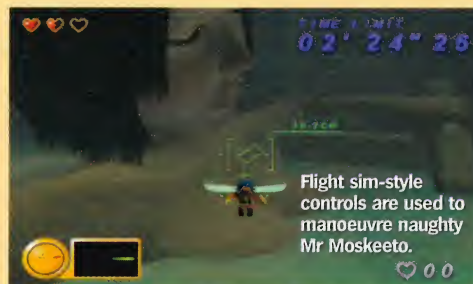 TIME LIMIT
02' 24" 26
Flight sim-style
controls are used to
manoeuvre naughty
Mr Moskeeto.
00